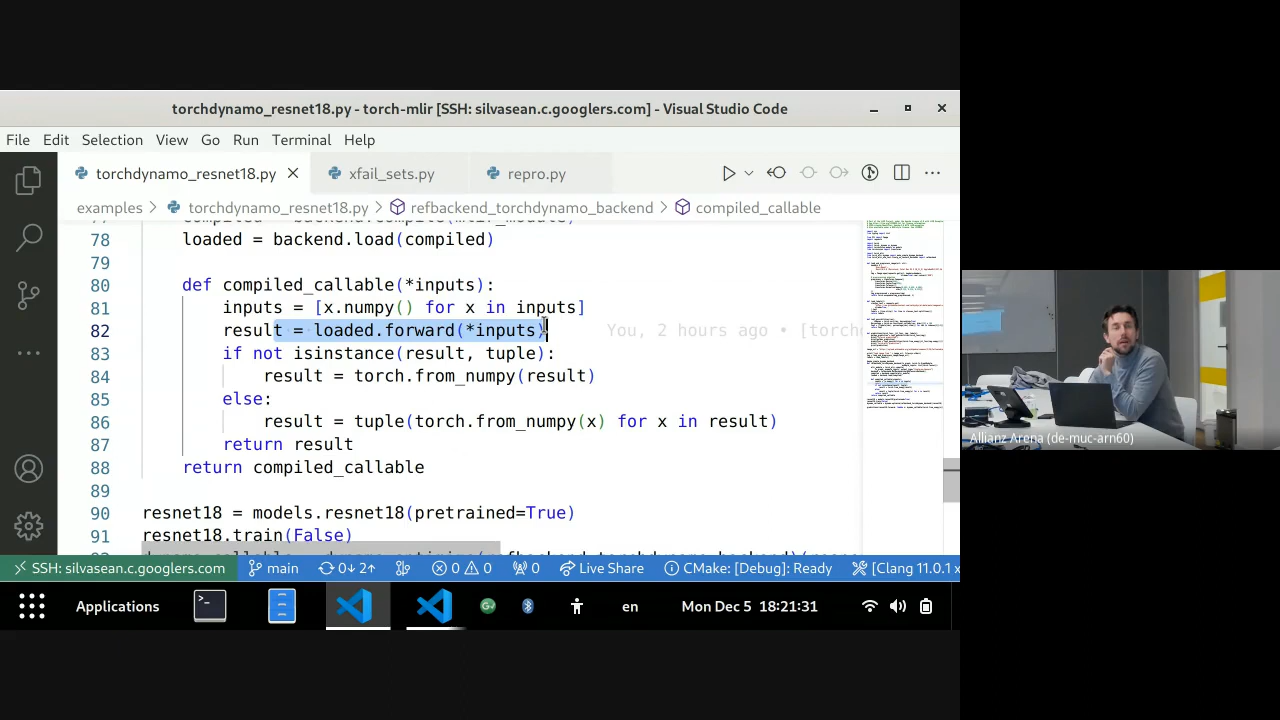 torchdynamo_resnet18.py - torch-mlir [SSH: silvasean.c.googlers.com] - Visual Studio Code
File Edit Selection View Go Run Terminal Help
torchdynamo_resnet18.py xfail_sets.py repro.py
examples > torchdynamo_resnet18.py > refbackend_torchdynamo_backend > compiled_callable
78 loaded = backend.load(compiled)
79
80 def compiled_callable(*inputs):
81 inputs = [x.numpy() for x in inputs]
82 result = loaded.forward(*inputs) You, 2 hours ago • [torch
83 if not isinstance(result, tuple):
84 result = torch.from_numpy(result)
85 else:
86 result = tuple(torch.from_numpy(x) for x in result)
87 return result
88 return compiled_callable
89
90 resnet18 = models.resnet18(pretrained=True)
91 resnet18.train(False)
SSH: silvasean.c.googlers.com main 0↓ 2↑ 0 0 0 Live Share CMake: [Debug]: Ready [Clang 11.0.1 x
Applications en Mon Dec 5 18:21:31
Allianz Arena (de-muc-arn60)